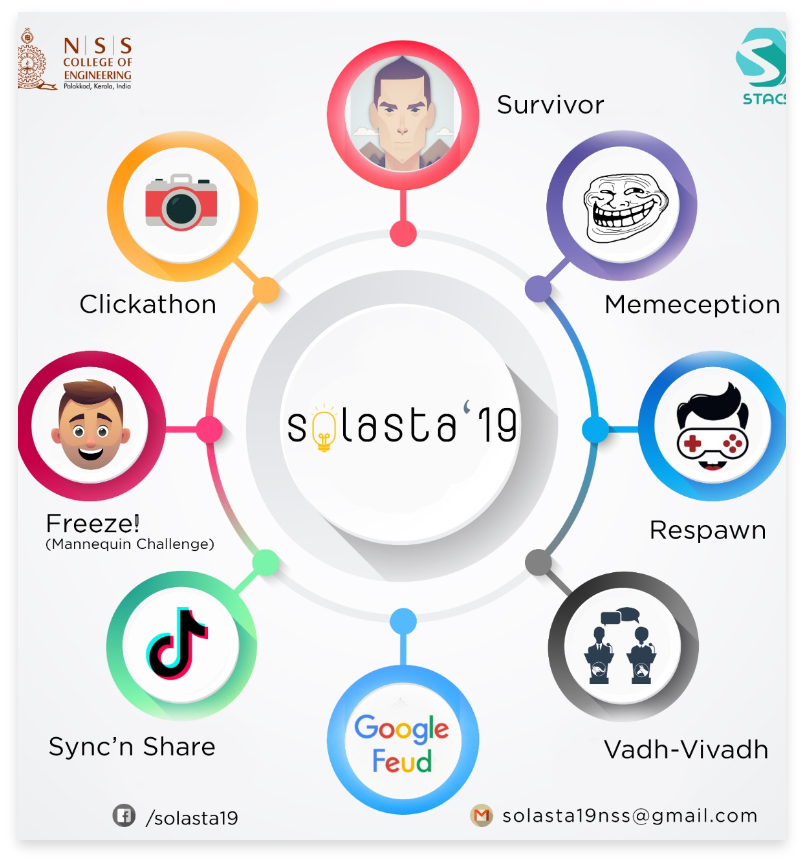 N|S|S
COLLEGE OF
ENGINEERING
Palakkad, Kerala, India
STACS
Survivor
Clickathon
Memeception
solasta‘19
Freeze!
(Mannequin Challenge)
Respawn
Sync’n Share
Google
Feud
Vadh-Vivadh
/solasta19
solasta19nss@gmail.com